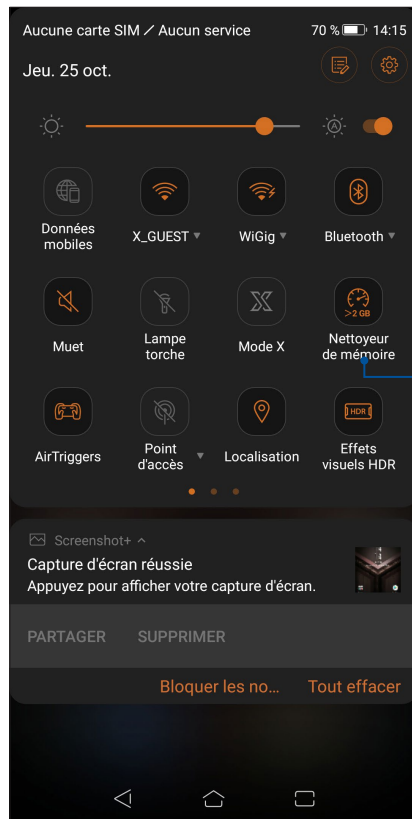 Aucune carte SIM / Aucun service 70 % 14:15
Jeu. 25 oct.
A
Données
mobiles
X_GUEST
WiGig
Bluetooth
>2 GB
Muet
Lampe
torche
Mode X
Nettoyeur
de mémoire
HDR
AirTriggers
Point
d'accès
Localisation
Effets
visuels HDR
Screenshot+
Capture d'écran réussie
Appuyez pour afficher votre capture d'écran.
PARTAGER SUPPRIMER
Bloquer les no... Tout effacer